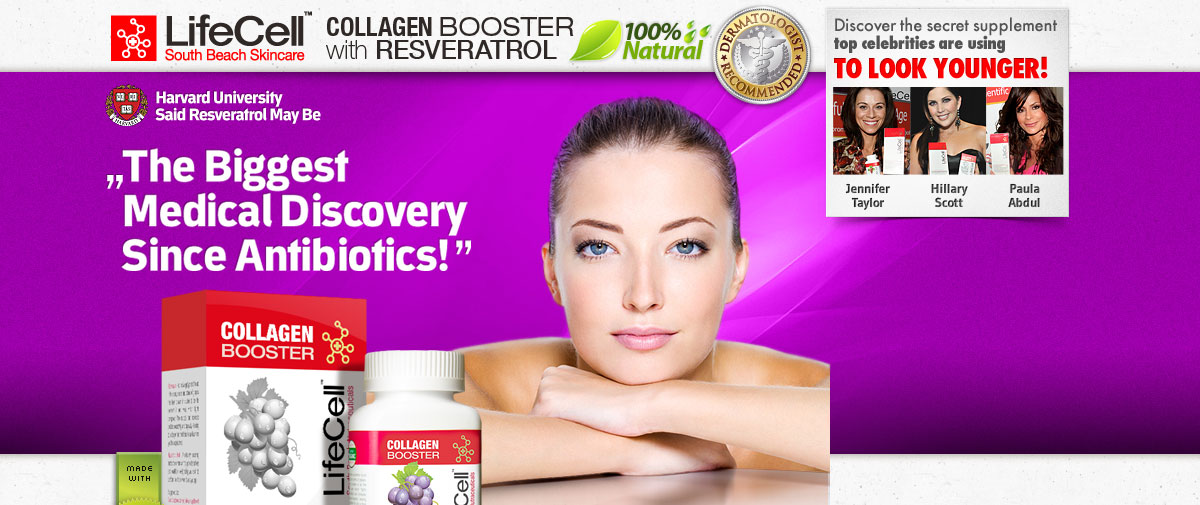 LifeCell™
South Beach Skincare
COLLAGEN BOOSTER
with RESVERATROL
100%
Natural
DERMATOLOGIST
RECOMMENDED
Discover the secret supplement
top celebrities are using
TO LOOK YOUNGER!
Jennifer
Taylor
Hillary
Scott
Paula
Abdul
HARVARD
Harvard University
Said Resveratrol May Be
„The Biggest
Medical Discovery
Since Antibiotics!”
COLLAGEN
BOOSTER
LifeCell™
COLLAGEN
BOOSTER
MADE
WITH